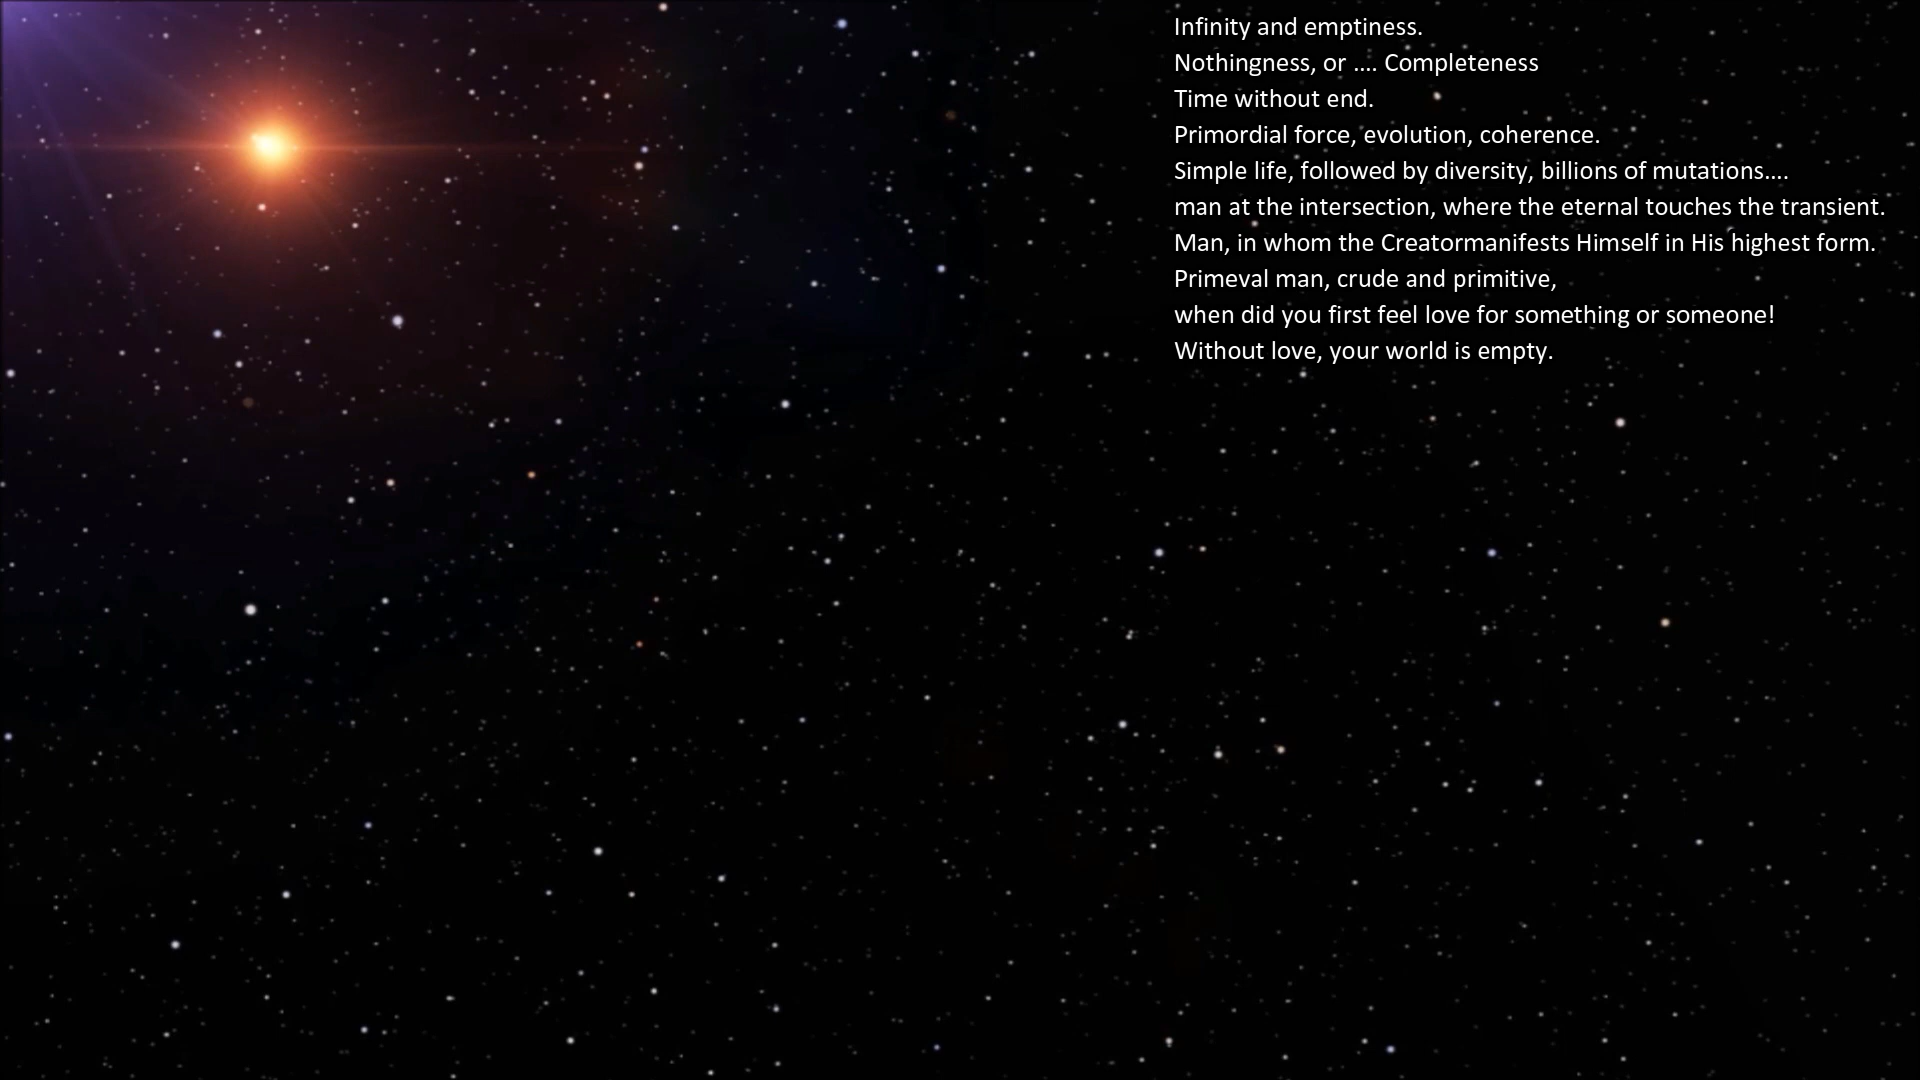 Infinity and emptiness.
Nothingness, or .... Completeness
Time without end.
Primordial force, evolution, coherence.
Simple life, followed by diversity, billions of mutations....
man at the intersection, where the eternal touches the transient.
Man, in whom the Creatormanifests Himself in His highest form.
Primeval man, crude and primitive,
when did you first feel love for something or someone!
Without love, your world is empty.